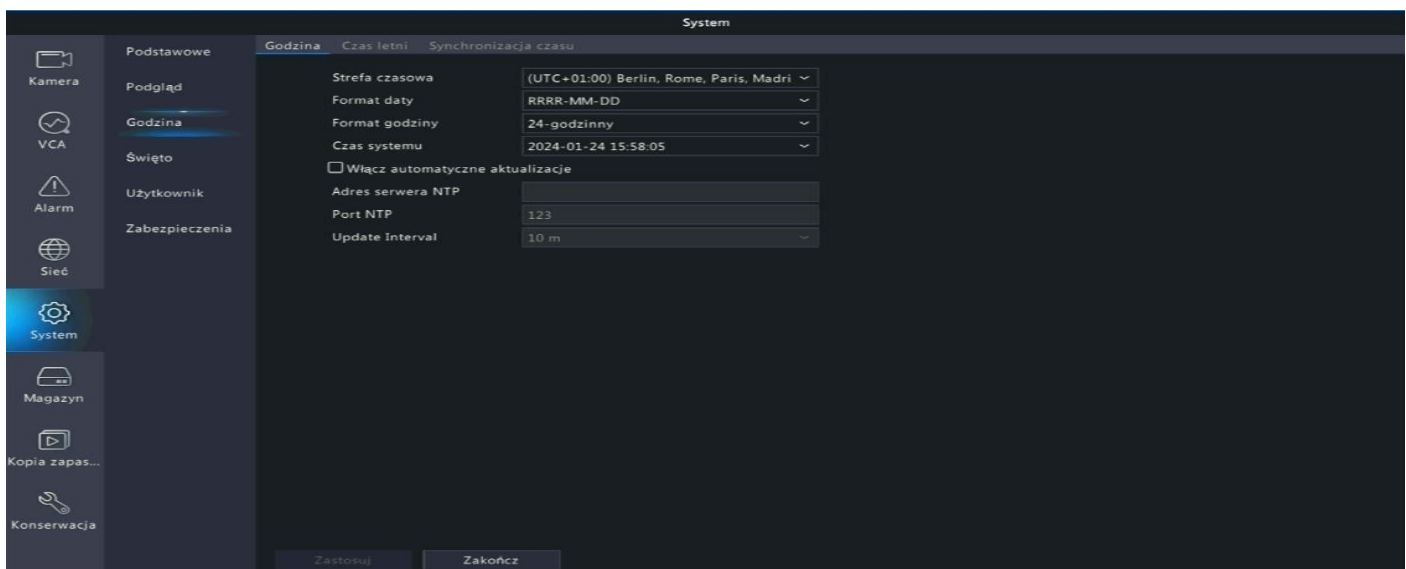 System
Kamera
VCA
Alarm
Sieć
System
Magazyn
Kopia zapas...
Konserwacja
Podstawowe
Podgląd
Godzina
Święto
Użytkownik
Zabezpieczenia
Godzina Czas letni Synchronizacja czasu
Strefa czasowa (UTC+01:00) Berlin, Rome, Paris, Madri
Format daty RRRR-MM-DD
Format godziny 24-godzinny
Czas systemu 2024-01-24 15:58:05
Włącz automatyczne aktualizacje
Adres serwera NTP
Port NTP 123
Update Interval 10 m
Zastosuj Zakończ